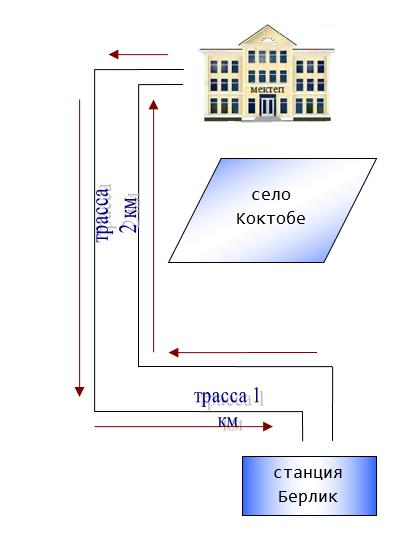 мектеп
трасса
2 км
село
Коктобе
трасса 1
км
станция
Берлик